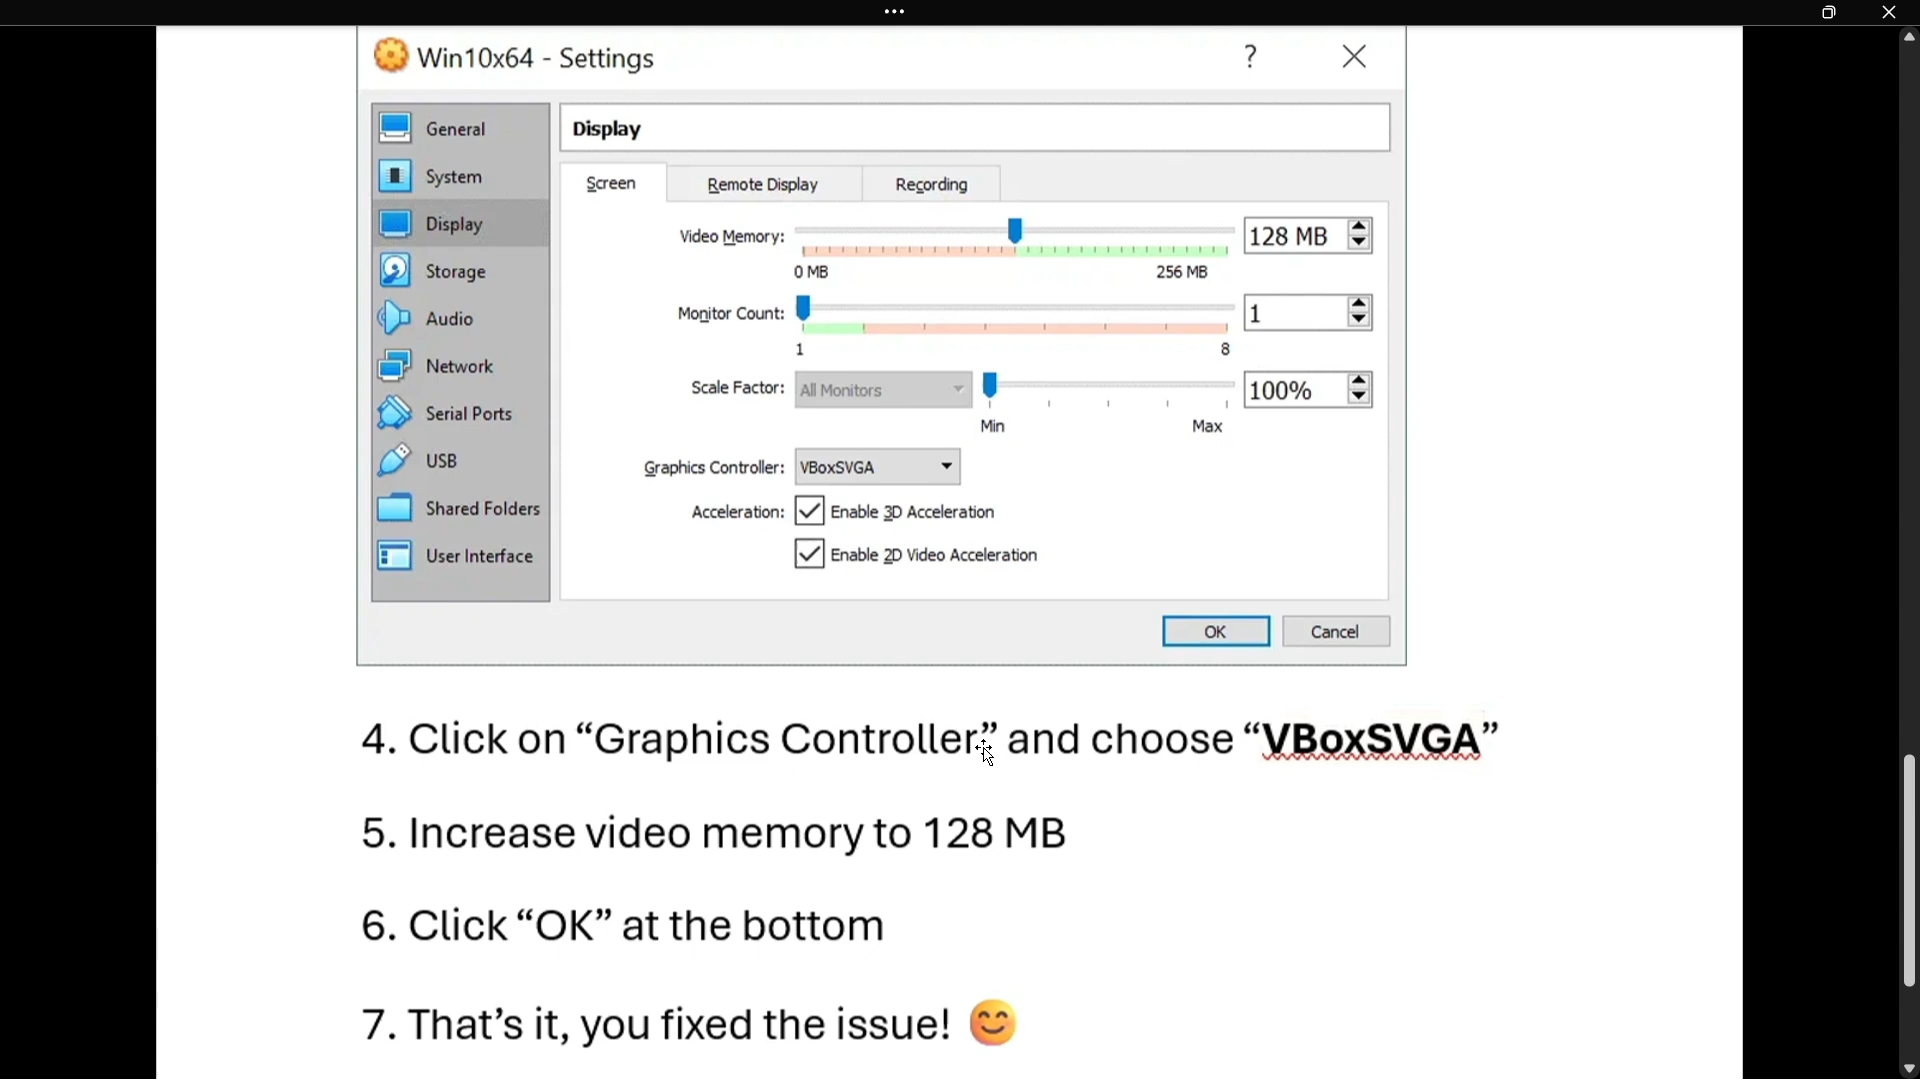 Win10x64 - Settings
?
General
System
Display
Storage
Audio
Network
Serial Ports
USB
Shared Folders
User Interface
Display
Screen
Remote Display
Recording
Video Memory:
128 MB
0 MB
256 MB
Monitor Count:
1
1
8
Scale Factor:
All Monitors
100%
Min
Max
Graphics Controller:
VBoxSVGA
Acceleration:
Enable 3D Acceleration
Enable 2D Video Acceleration
OK
Cancel
4. Click on “Graphics Controller” and choose “VBoxSVGA”
5. Increase video memory to 128 MB
6. Click “OK” at the bottom
7. That’s it, you fixed the issue! 😊